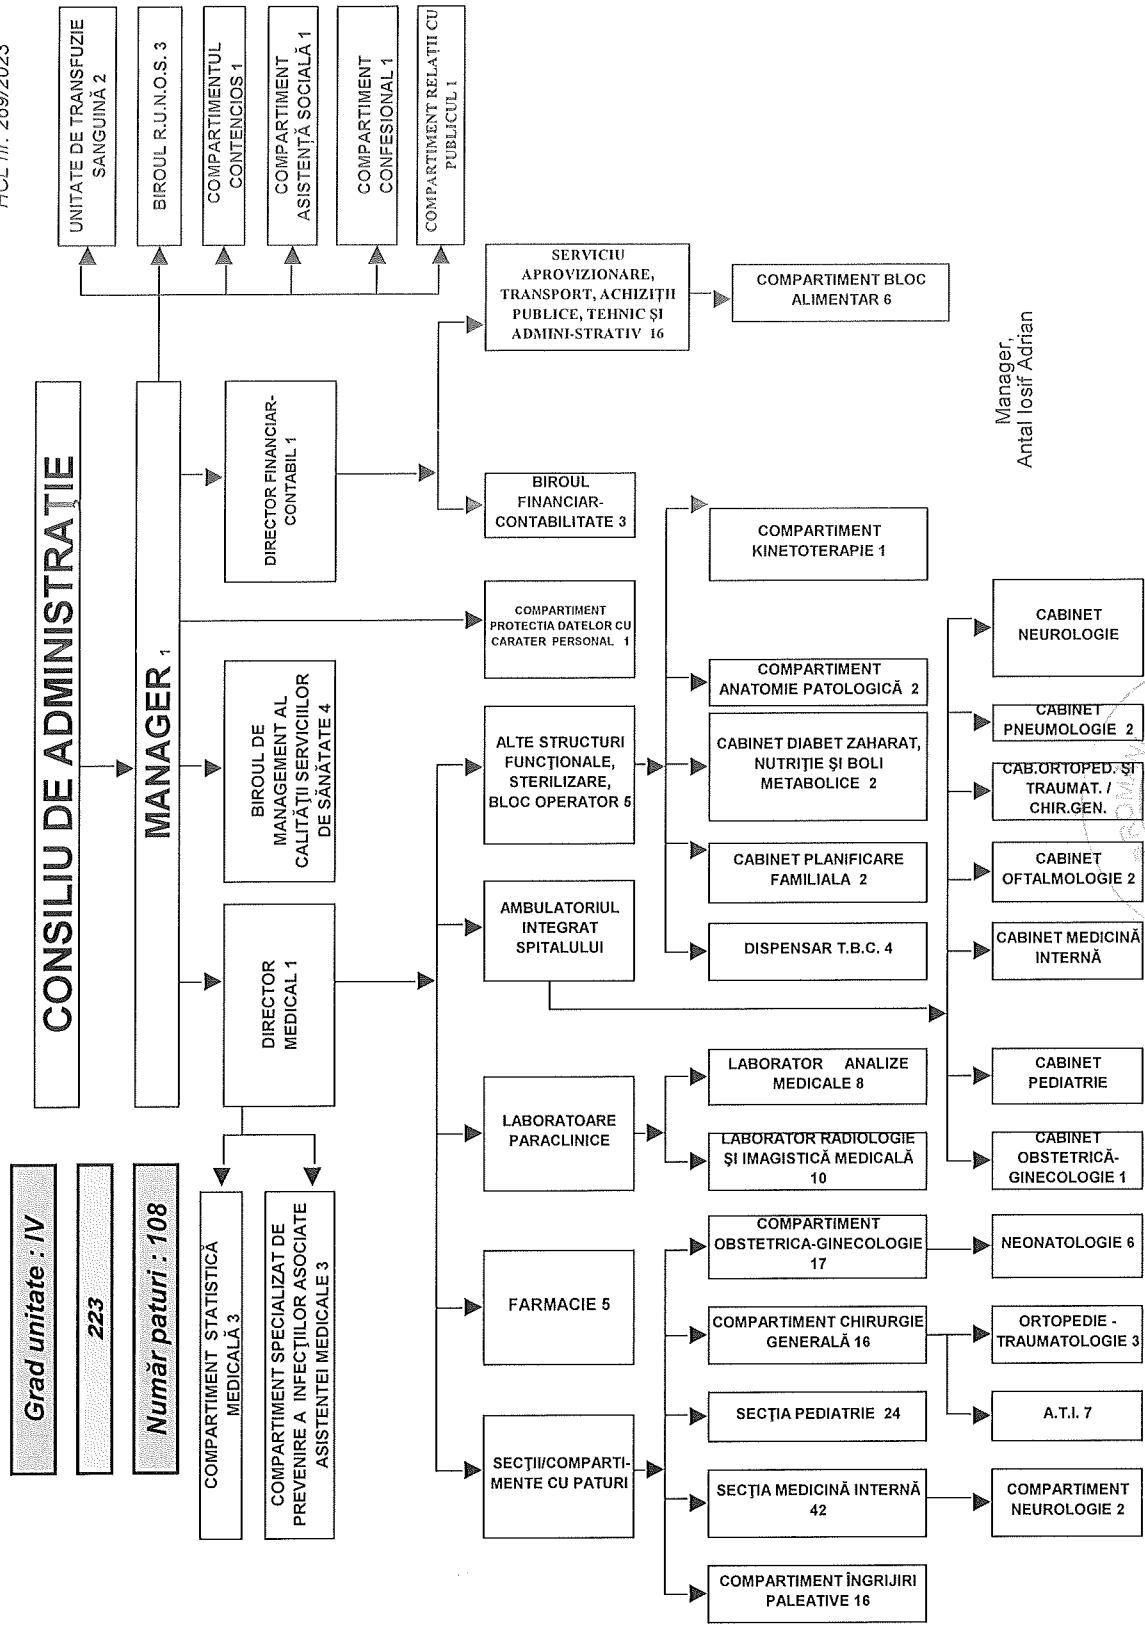 HCL nr. 269/2023
Grad unitate : IV
223
Număr paturi : 108
CONSILIU DE ADMINISTRATIE
MANAGER 1
UNITATE DE TRANSFUZIE
SANGUINĂ 2
BIROUL R.U.N.O.S. 3
COMPARTIMENTUL
CONTENCIOS 1
COMPARTIMENT
ASISTENȚĂ SOCIALĂ 1
COMPARTIMENT
CONFESIONAL 1
COMPARTIMENT RELAȚII CU
PUBLICUL 1
COMPARTIMENT STATISTICĂ
MEDICALĂ 3
COMPARTIMENT SPECIALIZAT DE
PREVENIRE A INFECȚIILOR ASOCIATE
ASISTENTEI MEDICALE 3
DIRECTOR
MEDICAL 1
BIROUL DE
MANAGEMENT AL
CALITĂȚII SERVICIILOR
DE SĂNĂTATE 4
DIRECTOR FINANCIAR-
CONTABIL 1
SECȚII/COMPARTI-
MENTE CU PATURI
FARMACIE 5
LABORATOARE
PARACLINICE
AMBULATORIUL
INTEGRAT
SPITALULUI
ALTE STRUCTURI
FUNCȚIONALE,
STERILIZARE,
BLOC OPERATOR 5
COMPARTIMENT
PROTECTIA DATELOR CU
CARATER PERSONAL 1
BIROUL
FINANCIAR-
CONTABILITATE 3
SERVICIU
APROVIZIONARE,
TRANSPORT, ACHIZIȚII
PUBLICE, TEHNIC ȘI
ADMINI-STRATIV 16
COMPARTIMENT BLOC
ALIMENTAR 6
COMPARTIMENT ÎNGRIJIRI
PALEATIVE 16
SECȚIA MEDICINĂ INTERNĂ
42
SECȚIA PEDIATRIE 24
COMPARTIMENT CHIRURGIE
GENERALĂ 16
COMPARTIMENT
OBSTETRICA-GINECOLOGIE
17
LABORATOR RADIOLOGIE
ȘI IMAGISTICĂ MEDICALĂ
10
LABORATOR ANALIZE
MEDICALE 8
DISPENSAR T.B.C. 4
CABINET PLANIFICARE
FAMILIALA 2
CABINET DIABET ZAHARAT,
NUTRIȚIE ȘI BOLI
METABOLICE 2
COMPARTIMENT
ANATOMIE PATOLOGICĂ 2
COMPARTIMENT
KINETOTERAPIE 1
COMPARTIMENT
NEUROLOGIE 2
A.T.I. 7
ORTOPEDIE -
TRAUMATOLOGIE 3
NEONATOLOGIE 6
CABINET
OBSTETRICĂ-
GINECOLOGIE 1
CABINET
PEDIATRIE
CABINET MEDICINĂ
INTERNĂ
CABINET
OFTALMOLOGIE 2
CAB.ORTOPED. ȘI
TRAUMAT. /
CHIR.GEN.
CABINET
PNEUMOLOGIE 2
CABINET
NEUROLOGIE
Manager,
Antal Iosif Adrian